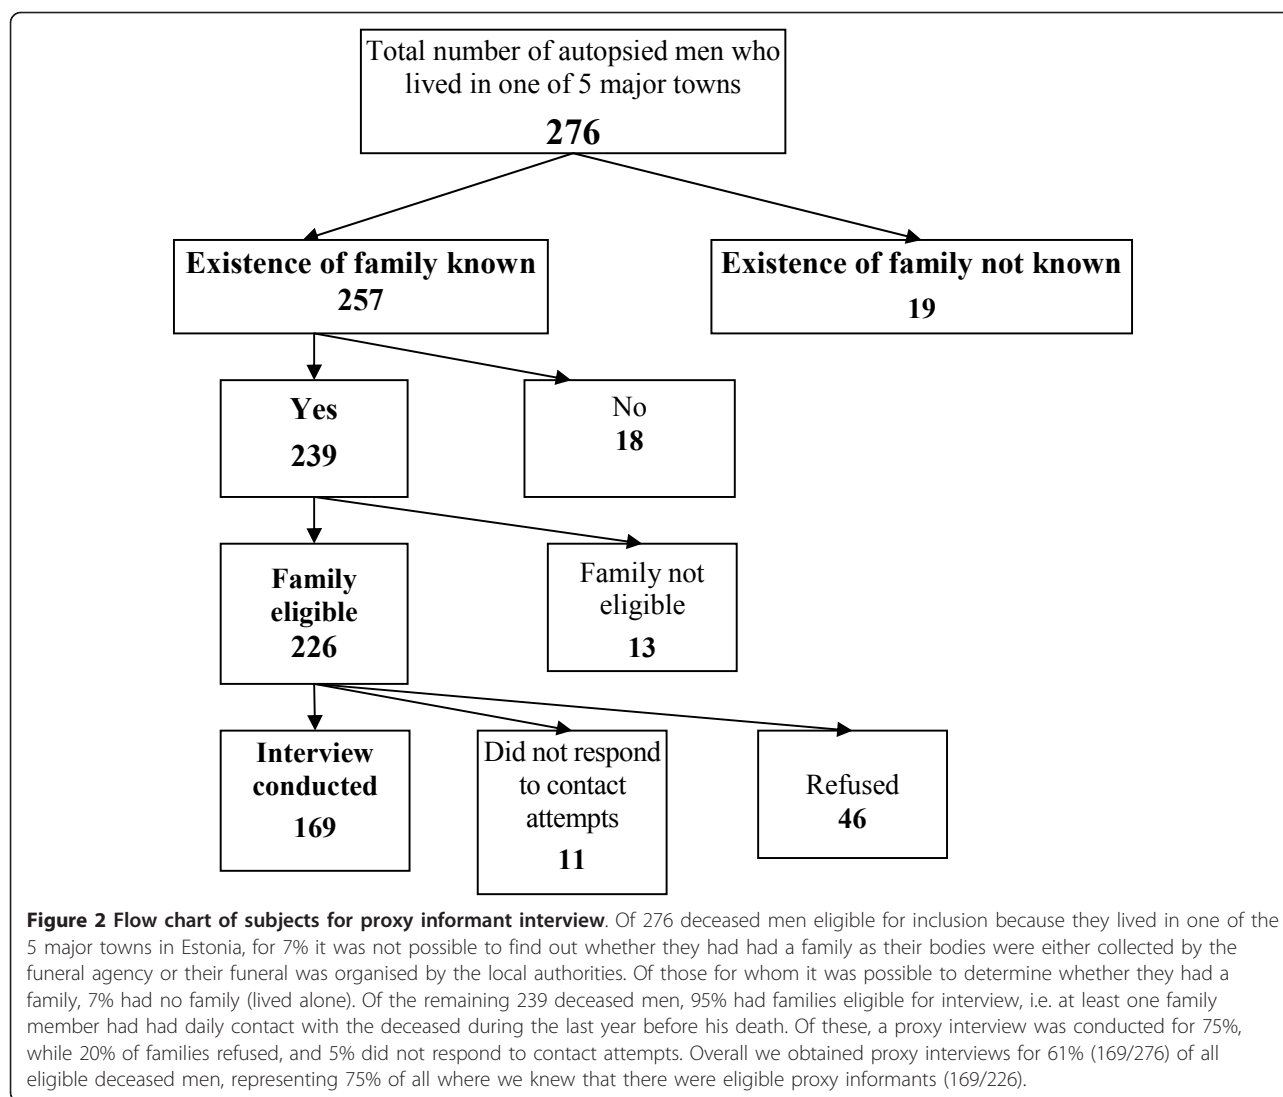 Total number of autopsied men who
lived in one of 5 major towns
276
Existence of family known
257
Existence of family not known
19
Yes
239
No
18
Family
eligible
226
Family not
eligible
13
Interview
conducted
169
Did not respond
to contact
attempts
11
Refused
46
Figure 2 Flow chart of subjects for proxy informant interview. Of 276 deceased men eligible for inclusion because they lived in one of the
5 major towns in Estonia, for 7% it was not possible to find out whether they had had a family as their bodies were either collected by the
funeral agency or their funeral was organised by the local authorities. Of those for whom it was possible to determine whether they had a
family, 7% had no family (lived alone). Of the remaining 239 deceased men, 95% had families eligible for interview, i.e. at least one family
member had had daily contact with the deceased during the last year before his death. Of these, a proxy interview was conducted for 75%,
while 20% of families refused, and 5% did not respond to contact attempts. Overall we obtained proxy interviews for 61% (169/276) of all
eligible deceased men, representing 75% of all where we knew that there were eligible proxy informants (169/226).